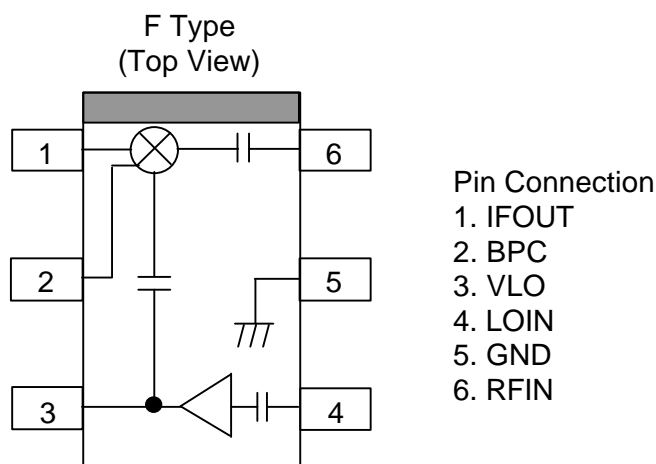 F Type
(Top View)
1
6
2
5
3
4
Pin Connection
1. IFOUT
2. BPC
3. VLO
4. LOIN
5. GND
6. RFIN